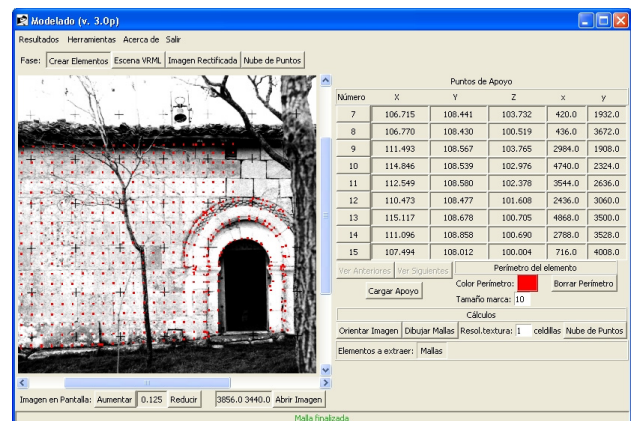 Modelado (v. 3.0p)
Resultados Herramientas Acerca de Salir
Fase: Crear Elementos Escena VRML Imagen Rectificada Nube de Puntos
Puntos de Apoyo
Número X Y Z x y
7 106.715 108.441 103.732 420.0 1932.0
8 106.770 108.430 100.519 436.0 3672.0
9 111.493 108.567 103.765 2984.0 1908.0
10 114.846 108.539 102.976 4740.0 2324.0
11 112.549 108.580 102.378 3544.0 2636.0
12 110.473 108.477 101.608 2436.0 3060.0
13 115.117 108.678 100.705 4868.0 3500.0
14 111.096 108.858 100.690 2788.0 3528.0
15 107.494 108.012 100.004 716.0 4008.0
Ver Anteriores Ver Siguientes Perímetro del elemento
Cargar Apoyo Color Perímetro: Borrar Perímetro
Tamaño marca: 10
Cálculos
Orientar Imagen Dibujar Mallas Resol.textura: 1 celdillas Nube de Puntos
Elementos a extraer: Mallas
Imagen en Pantalla: Aumentar 0.125 Reducir 3856.0 3440.0 Abrir Imagen
Malla finalizada